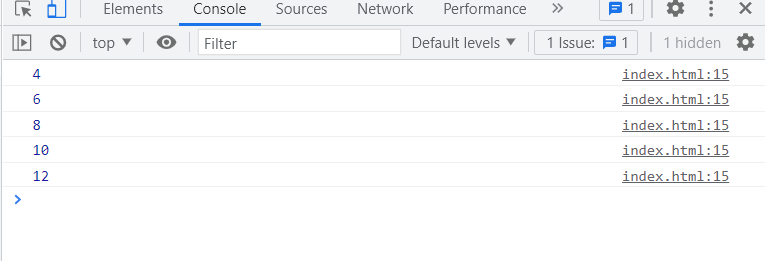 Elements Console Sources Network Performance » 1
top Filter Default levels 1 Issue: 1 1 hidden
4 index.html:15
6 index.html:15
8 index.html:15
10 index.html:15
12 index.html:15
>